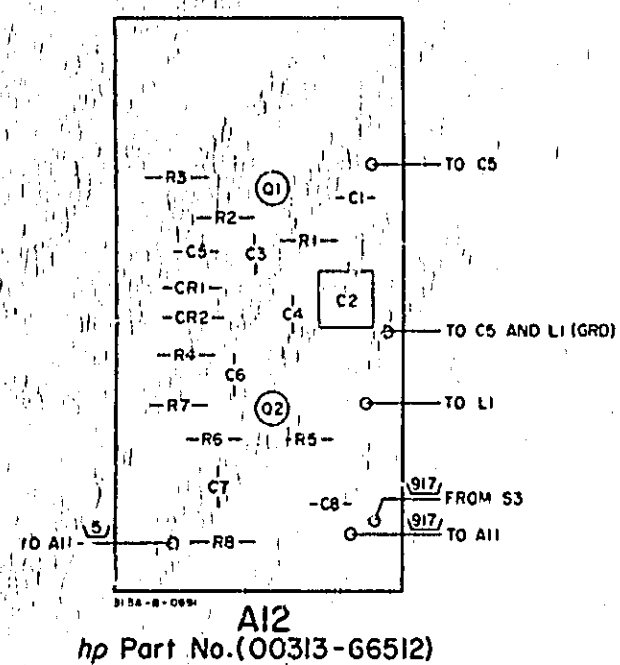 TO C5
R3
Q1
C1
R2
R1
C5
C3
CR1
C2
CR2
C4
TO C5 AND L1 (GRD)
R4
C6
R7
Q2
TO L1
R6
R5
C7
917
C8
FROM S3
5
917
TO A11
R8
TO A11
A12
hp Part No.(00313-66512)